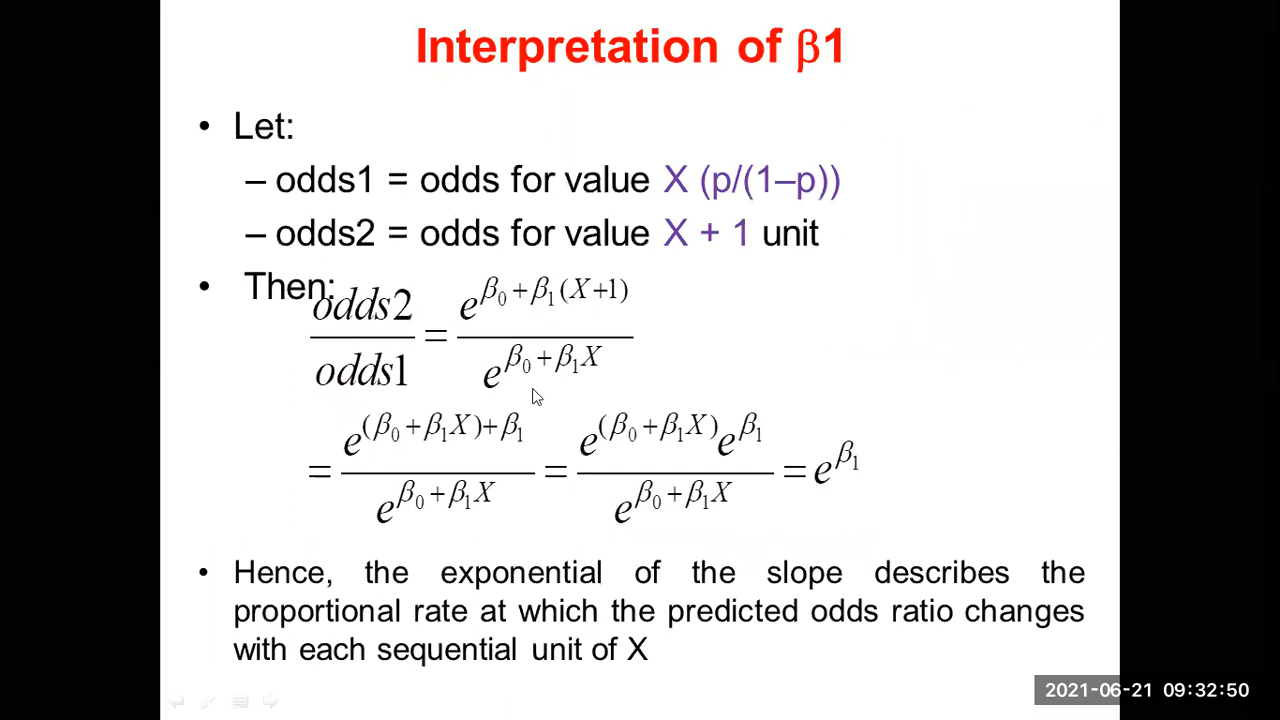 Interpretation of β1
• Let:
– odds1 = odds for value X (p/(1–p))
– odds2 = odds for value X + 1 unit
• Then:
odds2/odds1 = e^(β₀+β₁(X+1))/e^(β₀+β₁X)
= e^((β₀+β₁X)+β₁)/e^(β₀+β₁X) = e^(β₀+β₁X)e^(β₁)/e^(β₀+β₁X) = e^(β₁)
• Hence, the exponential of the slope describes the
proportional rate at which the predicted odds ratio changes
with each sequential unit of X
2021-06-21 09:32:50